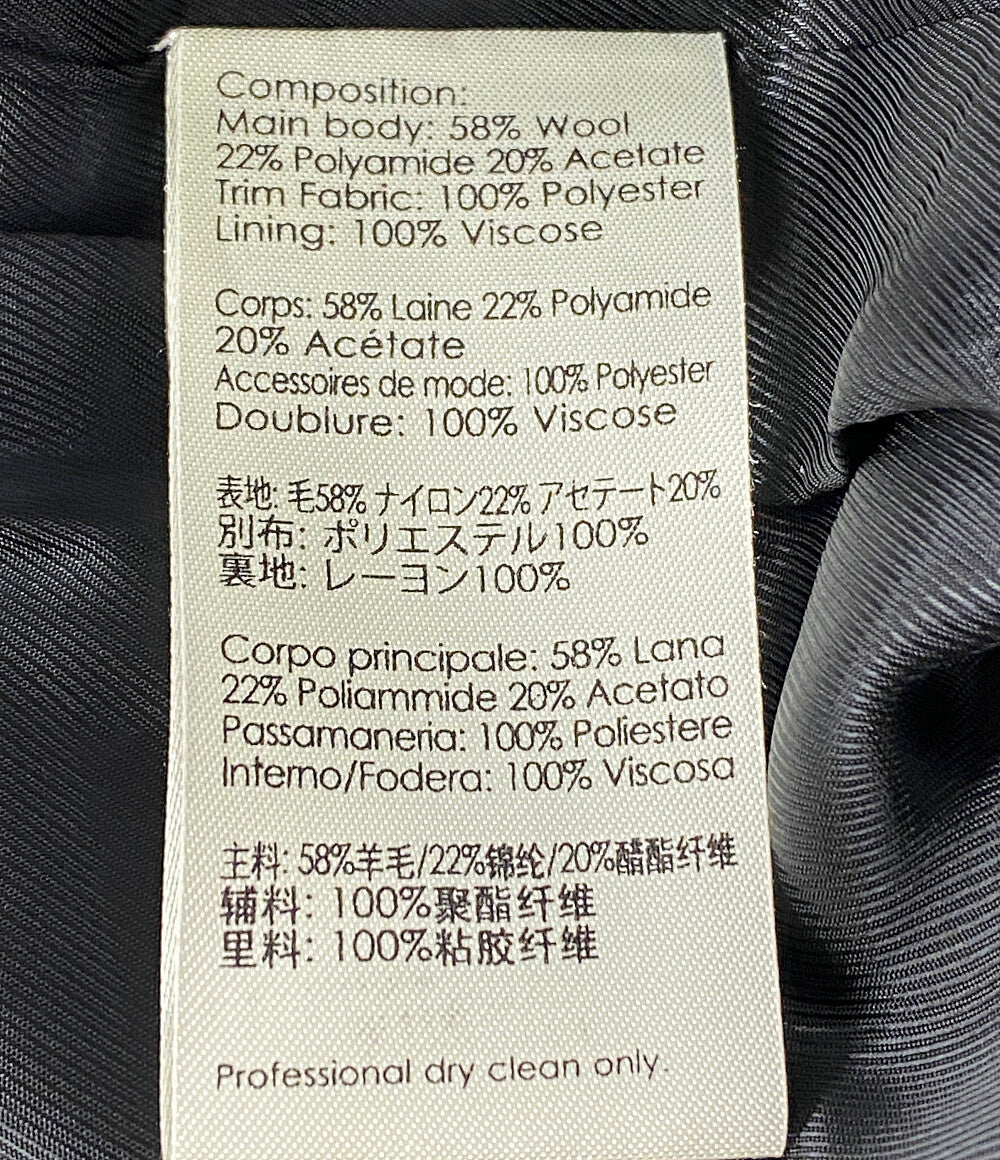 Composition:
Main body: 58% Wool
22% Polyamide 20% Acetate
Trim Fabric: 100% Polyester
Lining: 100% Viscose
Corps: 58% Laine 22% Polyamide
20% Acétate
Accessoires de mode: 100% Polyester
Doublure: 100% Viscose
表地: 毛58% ナイロン22% アセテート20%
別布: ポリエステル100%
裏地: レーヨン100%
Corpo principale: 58% Lana
22% Poliammide 20% Acetato
Passamaneria: 100% Poliestere
Interno/Fodera: 100% Viscosa
主料: 58%羊毛/22%锦纶/20%醋酯纤维
辅料: 100%聚酯纤维
里料: 100%粘胶纤维
Professional dry clean only.